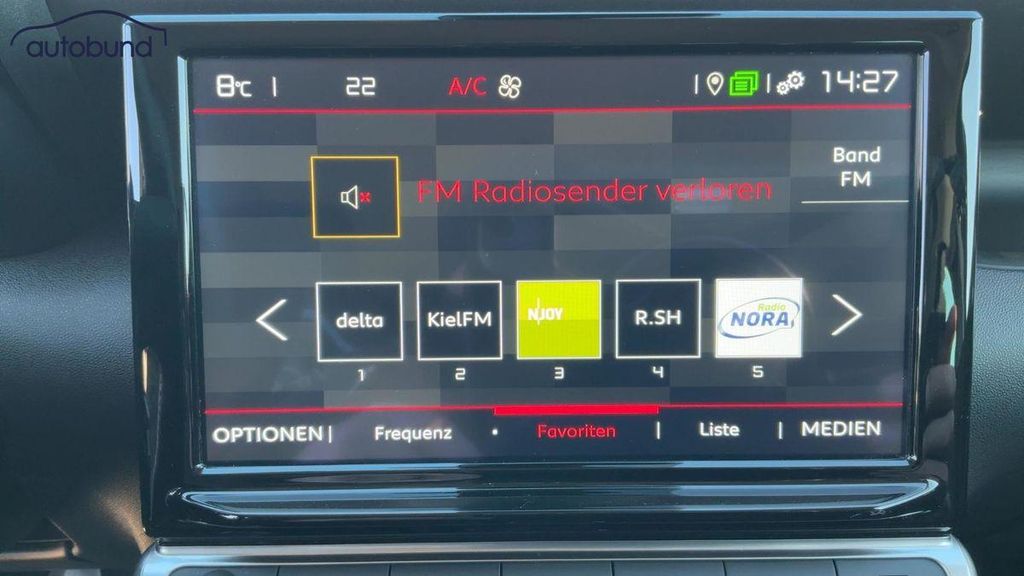 autobund
8°C | 22 A/C | | 14:27
Band
FM
FM Radiosender verloren
delta KielFM N-JOY R.SH Radio NORA
1 2 3 4 5
OPTIONEN | Frequenz • Favoriten | Liste | MEDIEN